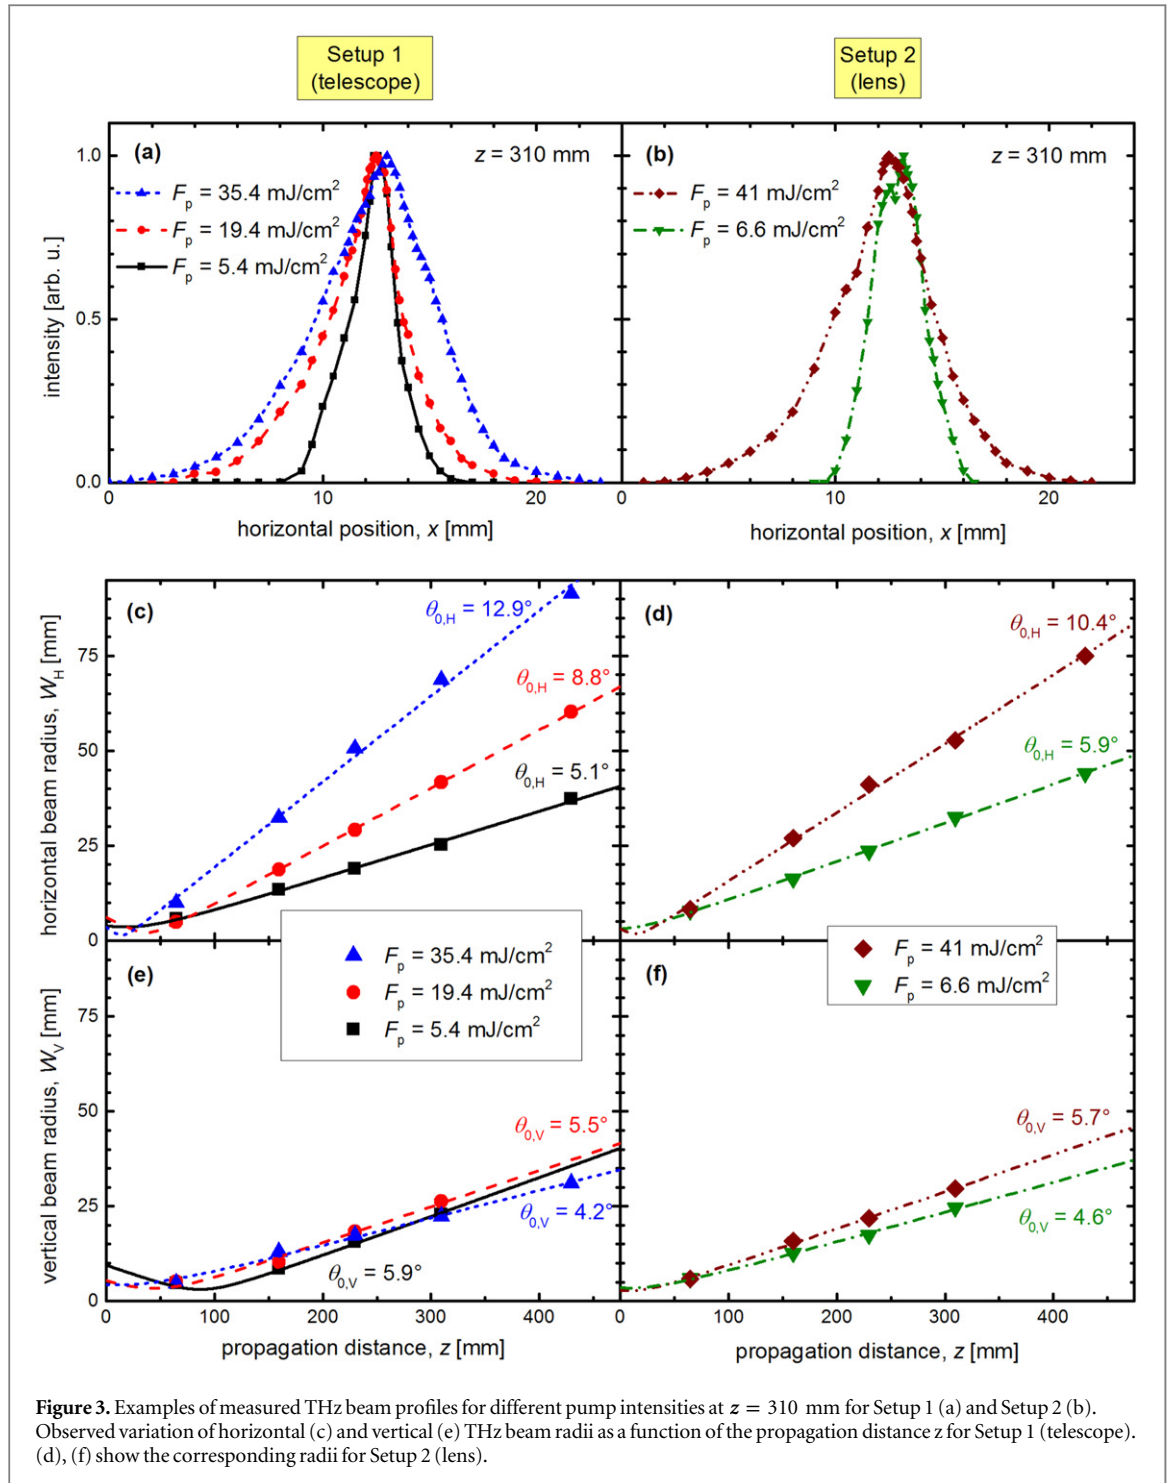 Setup 1
(telescope)
Setup 2
(lens)
(a)
z = 310 mm
F_p = 35.4 mJ/cm²
F_p = 19.4 mJ/cm²
F_p = 5.4 mJ/cm²
intensity [arb. u.]
1.0
0.5
0.0
0 10 20
horizontal position, x [mm]
(b)
z = 310 mm
F_p = 41 mJ/cm²
F_p = 6.6 mJ/cm²
0 10 20
horizontal position, x [mm]
(c)
θ_0,H = 12.9°
θ_0,H = 8.8°
θ_0,H = 5.1°
horizontal beam radius, W_H [mm]
75
50
25
0
(d)
θ_0,H = 10.4°
θ_0,H = 5.9°
(e)
F_p = 35.4 mJ/cm²
F_p = 19.4 mJ/cm²
F_p = 5.4 mJ/cm²
θ_0,V = 5.5°
θ_0,V = 4.2°
θ_0,V = 5.9°
vertical beam radius, W_V [mm]
75
50
25
0
0 100 200 300 400
propagation distance, z [mm]
(f)
F_p = 41 mJ/cm²
F_p = 6.6 mJ/cm²
θ_0,V = 5.7°
θ_0,V = 4.6°
0 100 200 300 400
propagation distance, z [mm]
Figure 3. Examples of measured THz beam profiles for different pump intensities at z = 310 mm for Setup 1 (a) and Setup 2 (b).
Observed variation of horizontal (c) and vertical (e) THz beam radii as a function of the propagation distance z for Setup 1 (telescope).
(d), (f) show the corresponding radii for Setup 2 (lens).